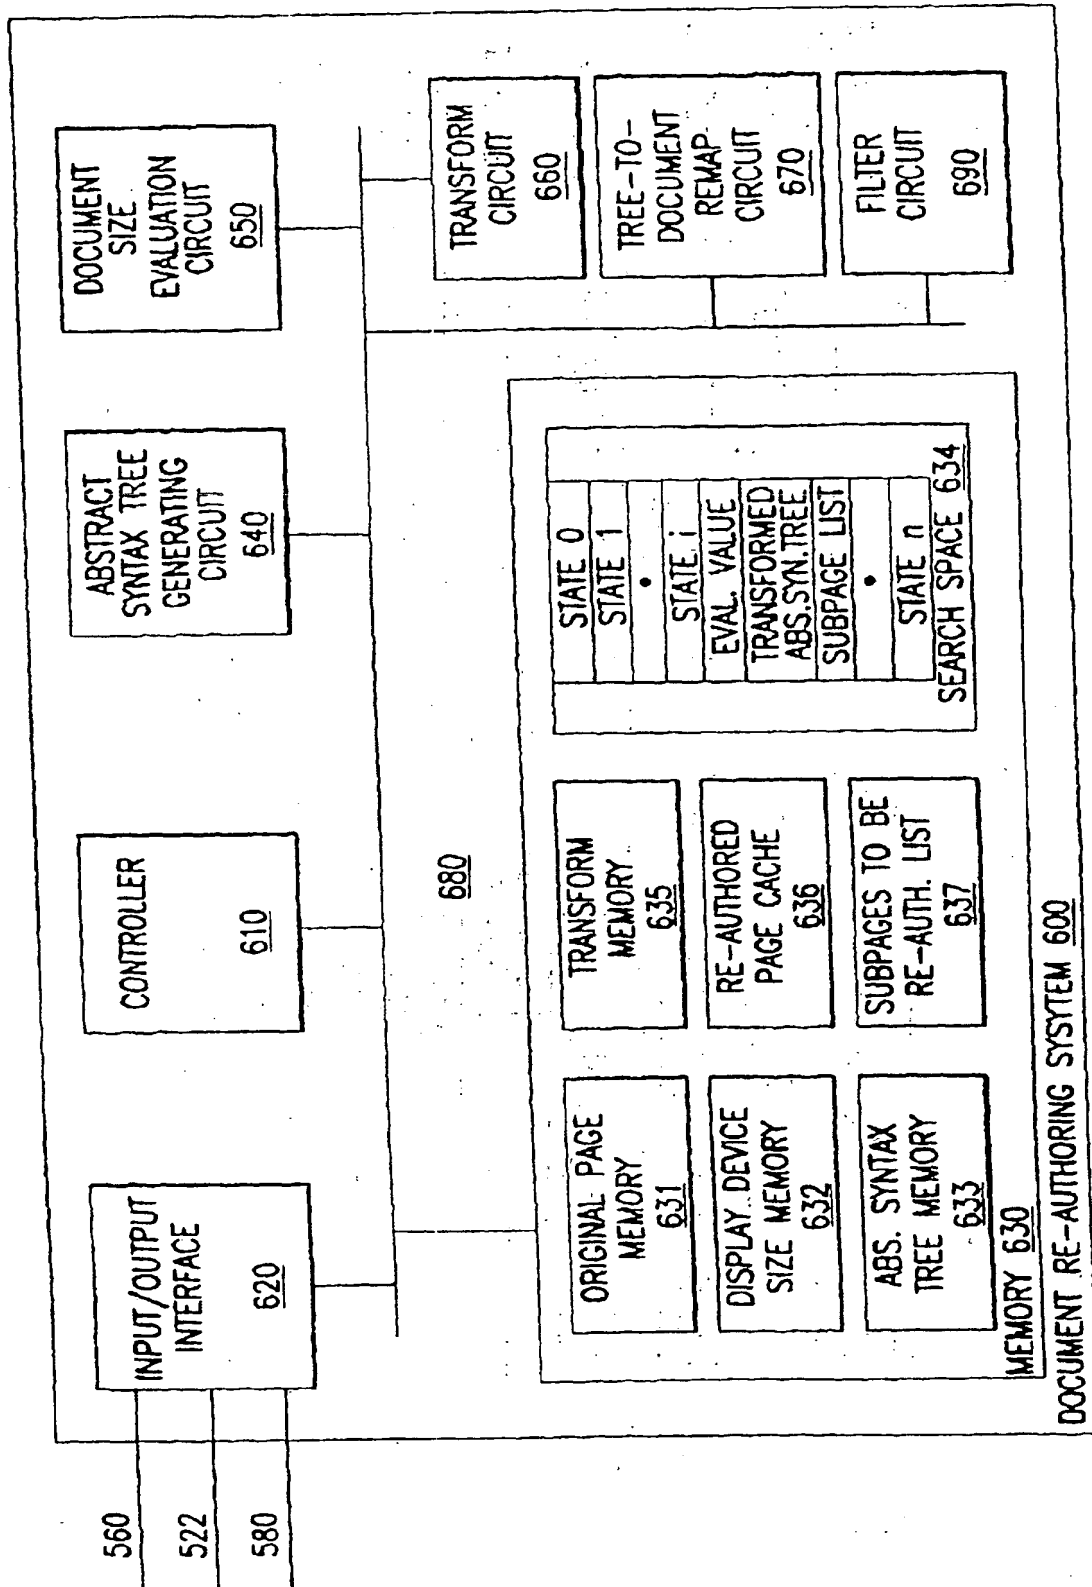 560
522
580
INPUT/OUTPUT
INTERFACE
620
CONTROLLER
610
ABSTRACT
SYNTAX TREE
GENERATING
CIRCUIT
640
DOCUMENT
SIZE
EVALUATION
CIRCUIT
650
680
TRANSFORM
CIRCUIT
660
TREE-TO-
DOCUMENT
REMAP
CIRCUIT
670
FILTER
CIRCUIT
690
ORIGINAL PAGE
MEMORY
631
DISPLAY DEVICE
SIZE MEMORY
632
ABS. SYNTAX
TREE MEMORY
633
TRANSFORM
MEMORY
635
RE-AUTHORED
PAGE CACHE
636
SUBPAGES TO BE
RE-AUTH. LIST
637
STATE 0
STATE 1
•
STATE i
EVAL. VALUE
TRANSFORMED
ABS.SYN.TREE
SUBPAGE LIST
•
STATE n
SEARCH SPACE 634
MEMORY 630
DOCUMENT RE-AUTHORING SYSYTEM 600